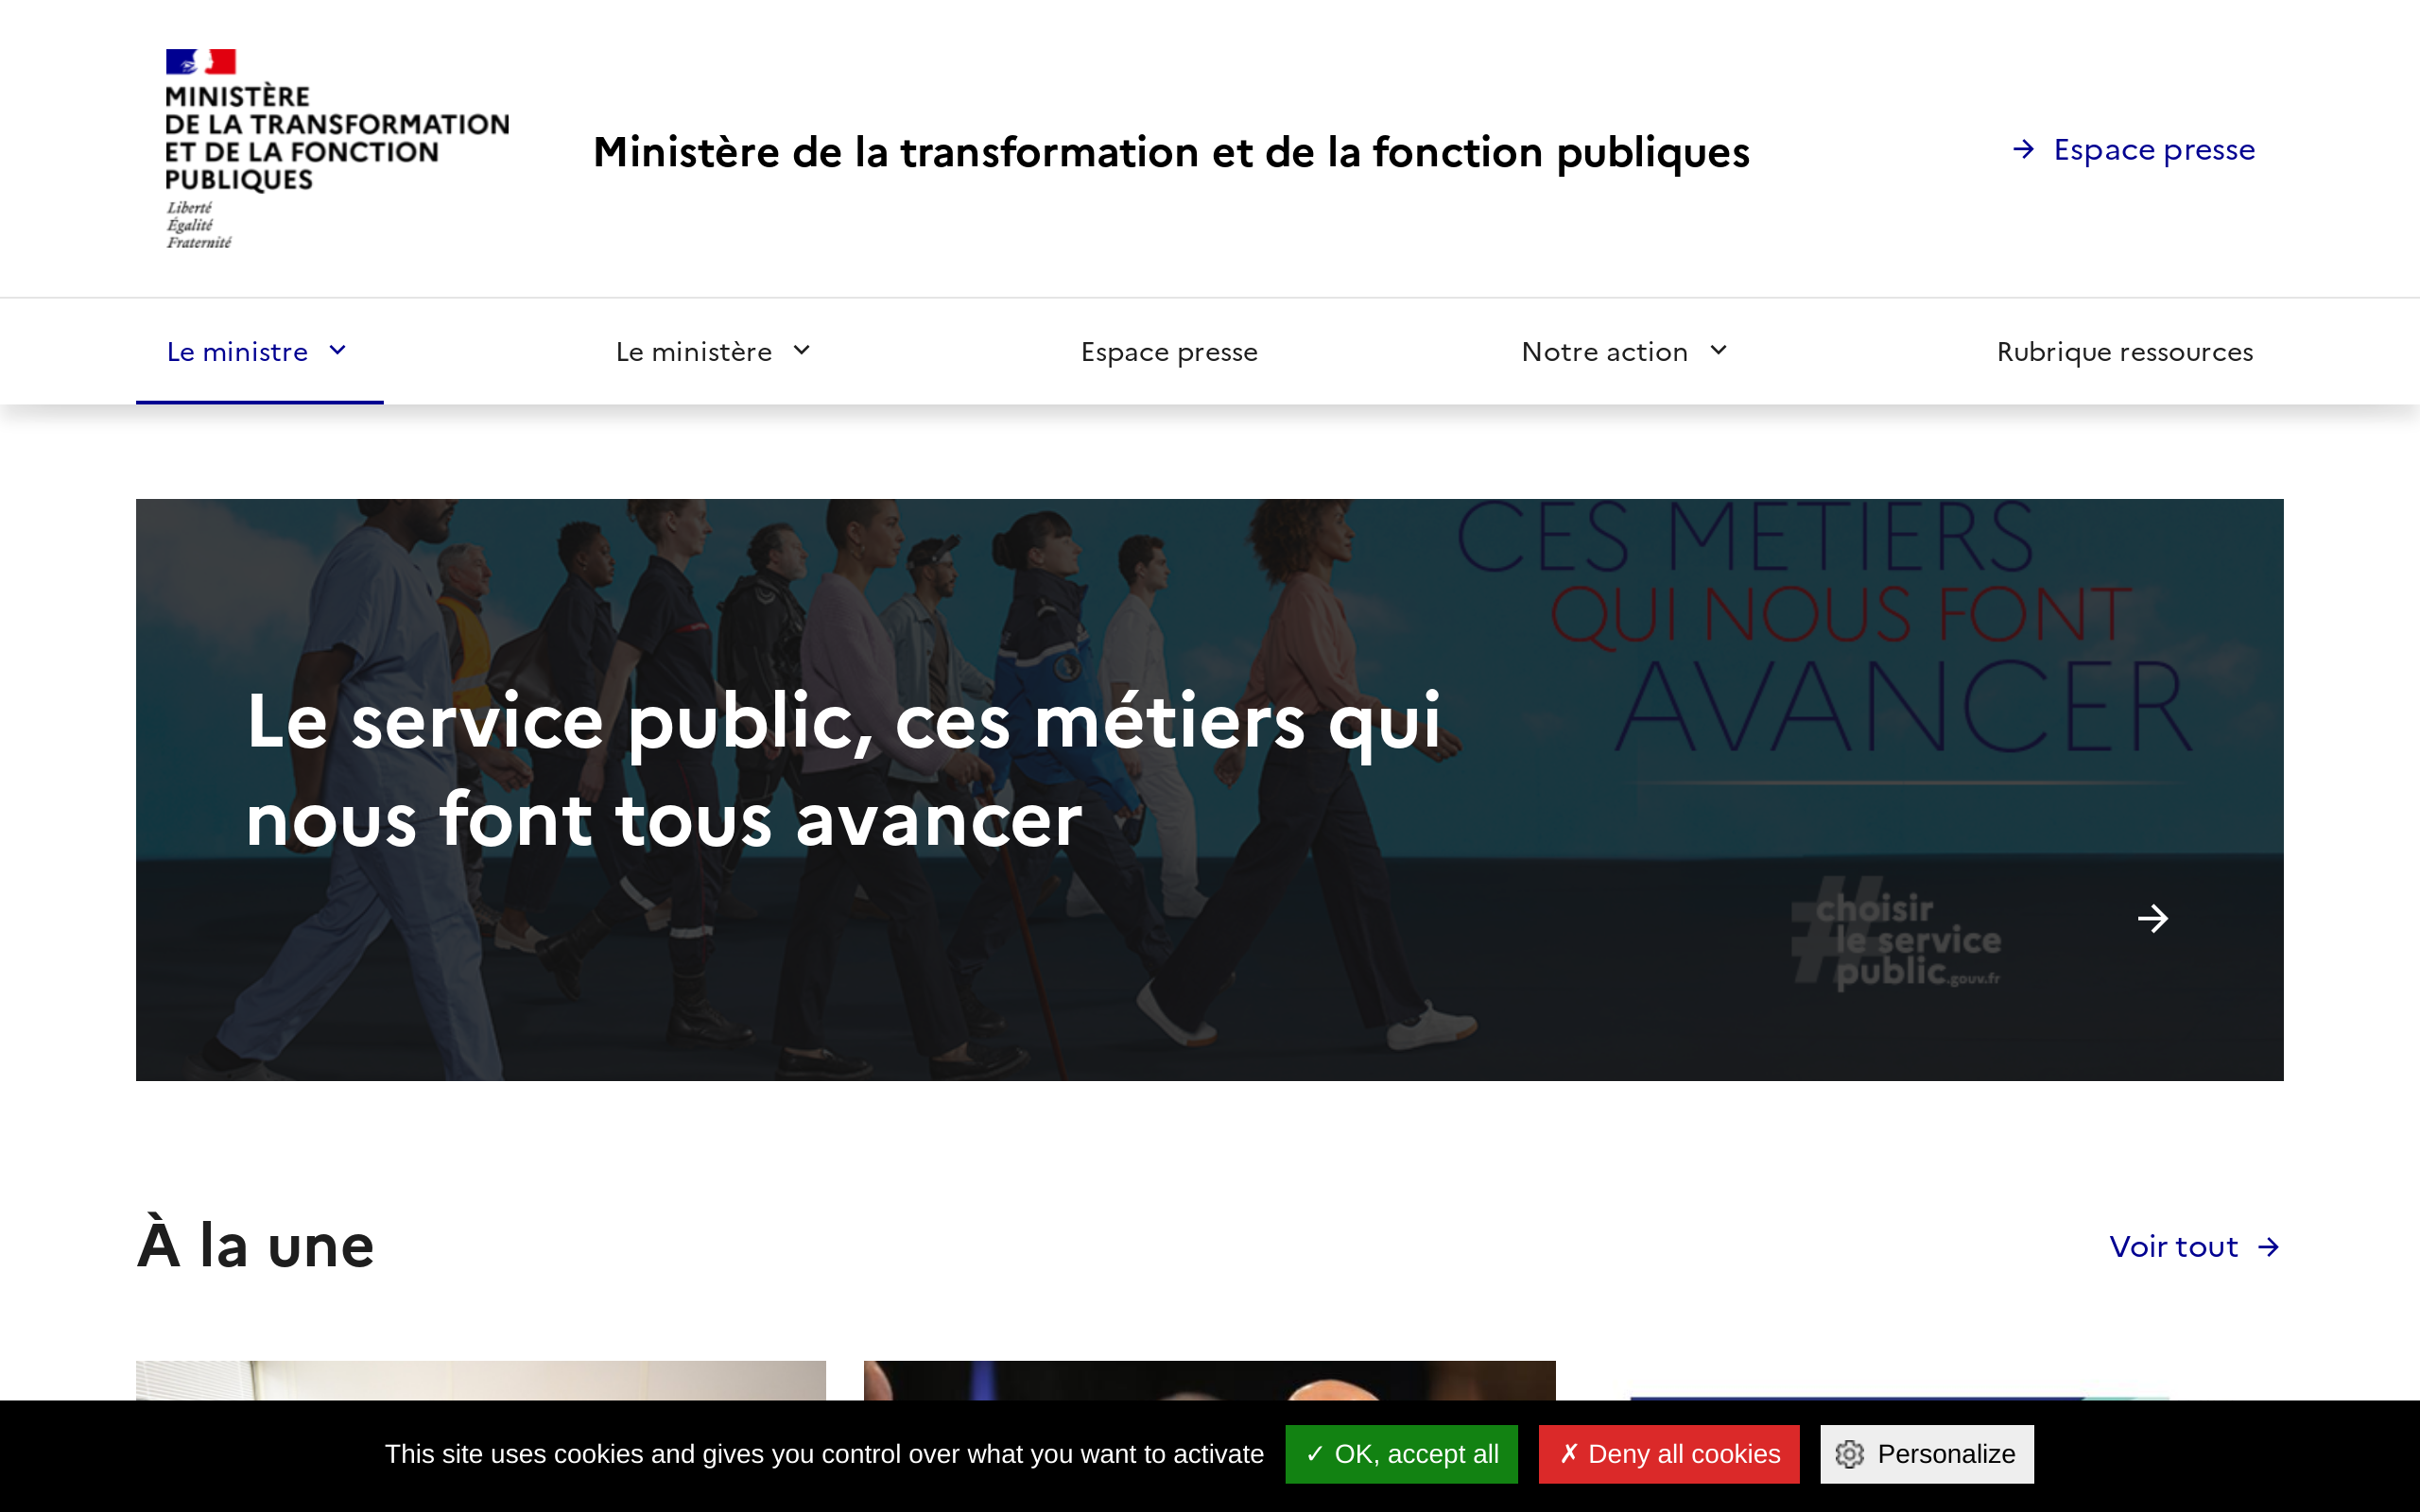 MINISTÈRE
DE LA TRANSFORMATION
ET DE LA FONCTION
PUBLIQUES
Liberté
Égalité
Fraternité
Ministère de la transformation et de la fonction publiques
Espace presse
Le ministre
Le ministère
Espace presse
Notre action
Rubrique ressources
CES MÉTIERS
QUI NOUS FONT
AVANCER
Le service public, ces métiers qui
nous font tous avancer
#choisir
le service
public.gouv.fr
À la une
Voir tout
This site uses cookies and gives you control over what you want to activate
✓ OK, accept all
✗ Deny all cookies
Personalize